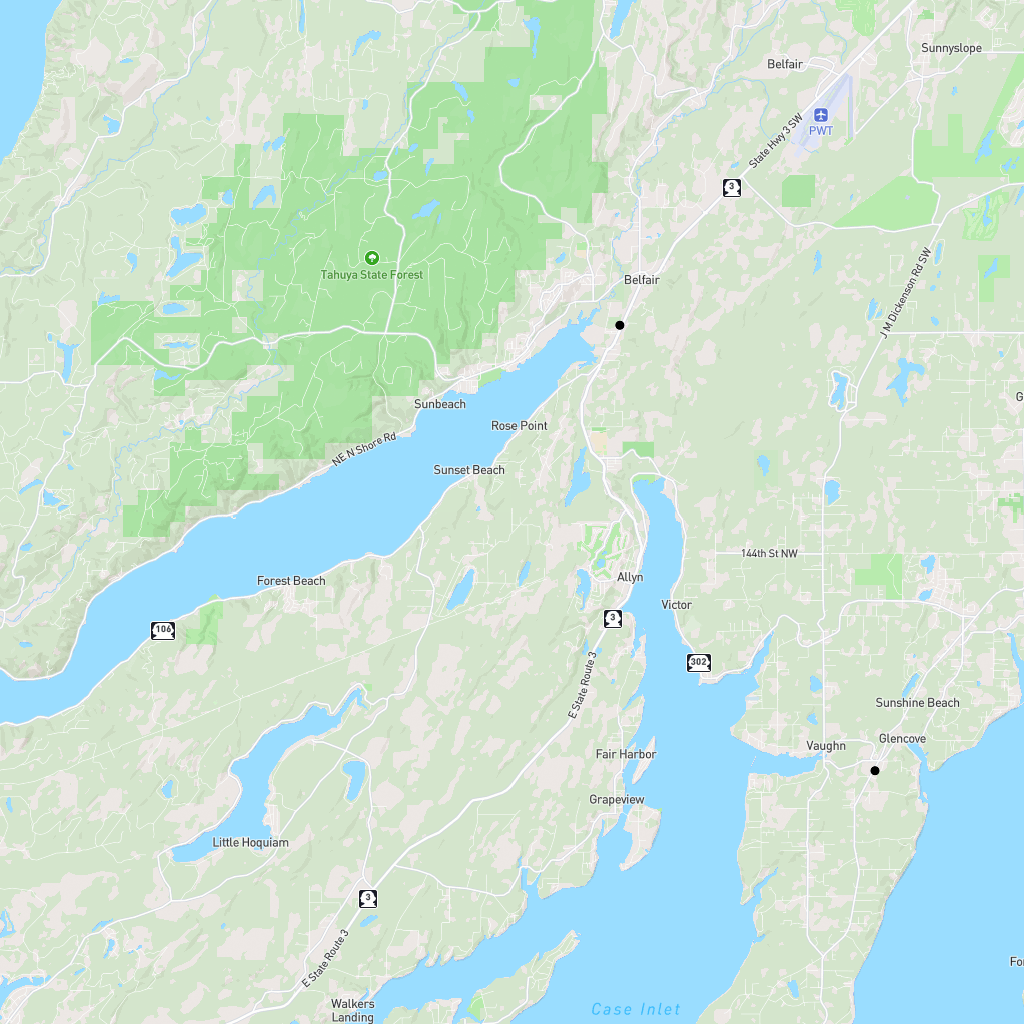 Sunnyslope
Belfair
PWT
State Hwy 3 SW
3
Tahuya State Forest
Belfair
J M Dickenson Rd SW
Sunbeach
G
Rose Point
NE N Shore Rd
Sunset Beach
144th St NW
Forest Beach
Allyn
Victor
3
106
302
E State Route 3
Sunshine Beach
Glencove
Vaughn
Fair Harbor
Grapeview
Little Hoquiam
3
E State Route 3
Fo
Walkers
Landing
Case Inlet